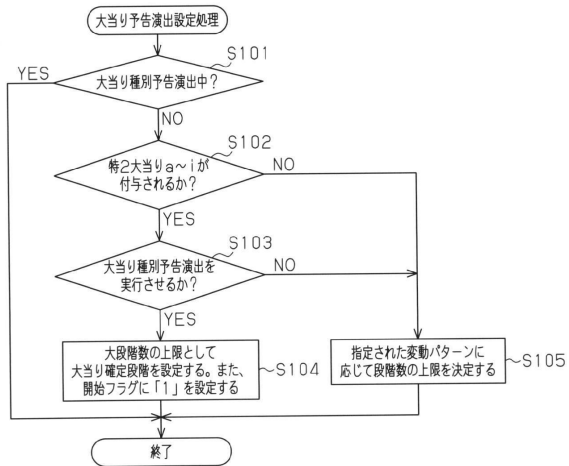 大当り予告演出設定処理
S101
YES
大当り種別予告演出中？
NO
S102
特2大当りa～iが
付与されるか？
NO
YES
S103
大当り種別予告演出を
実行させるか？
NO
YES
大段階数の上限として
大当り確定段階を設定する。また、
開始フラグに「1」を設定する
S104
指定された変動パターンに
応じて段階数の上限を決定する
S105
終了